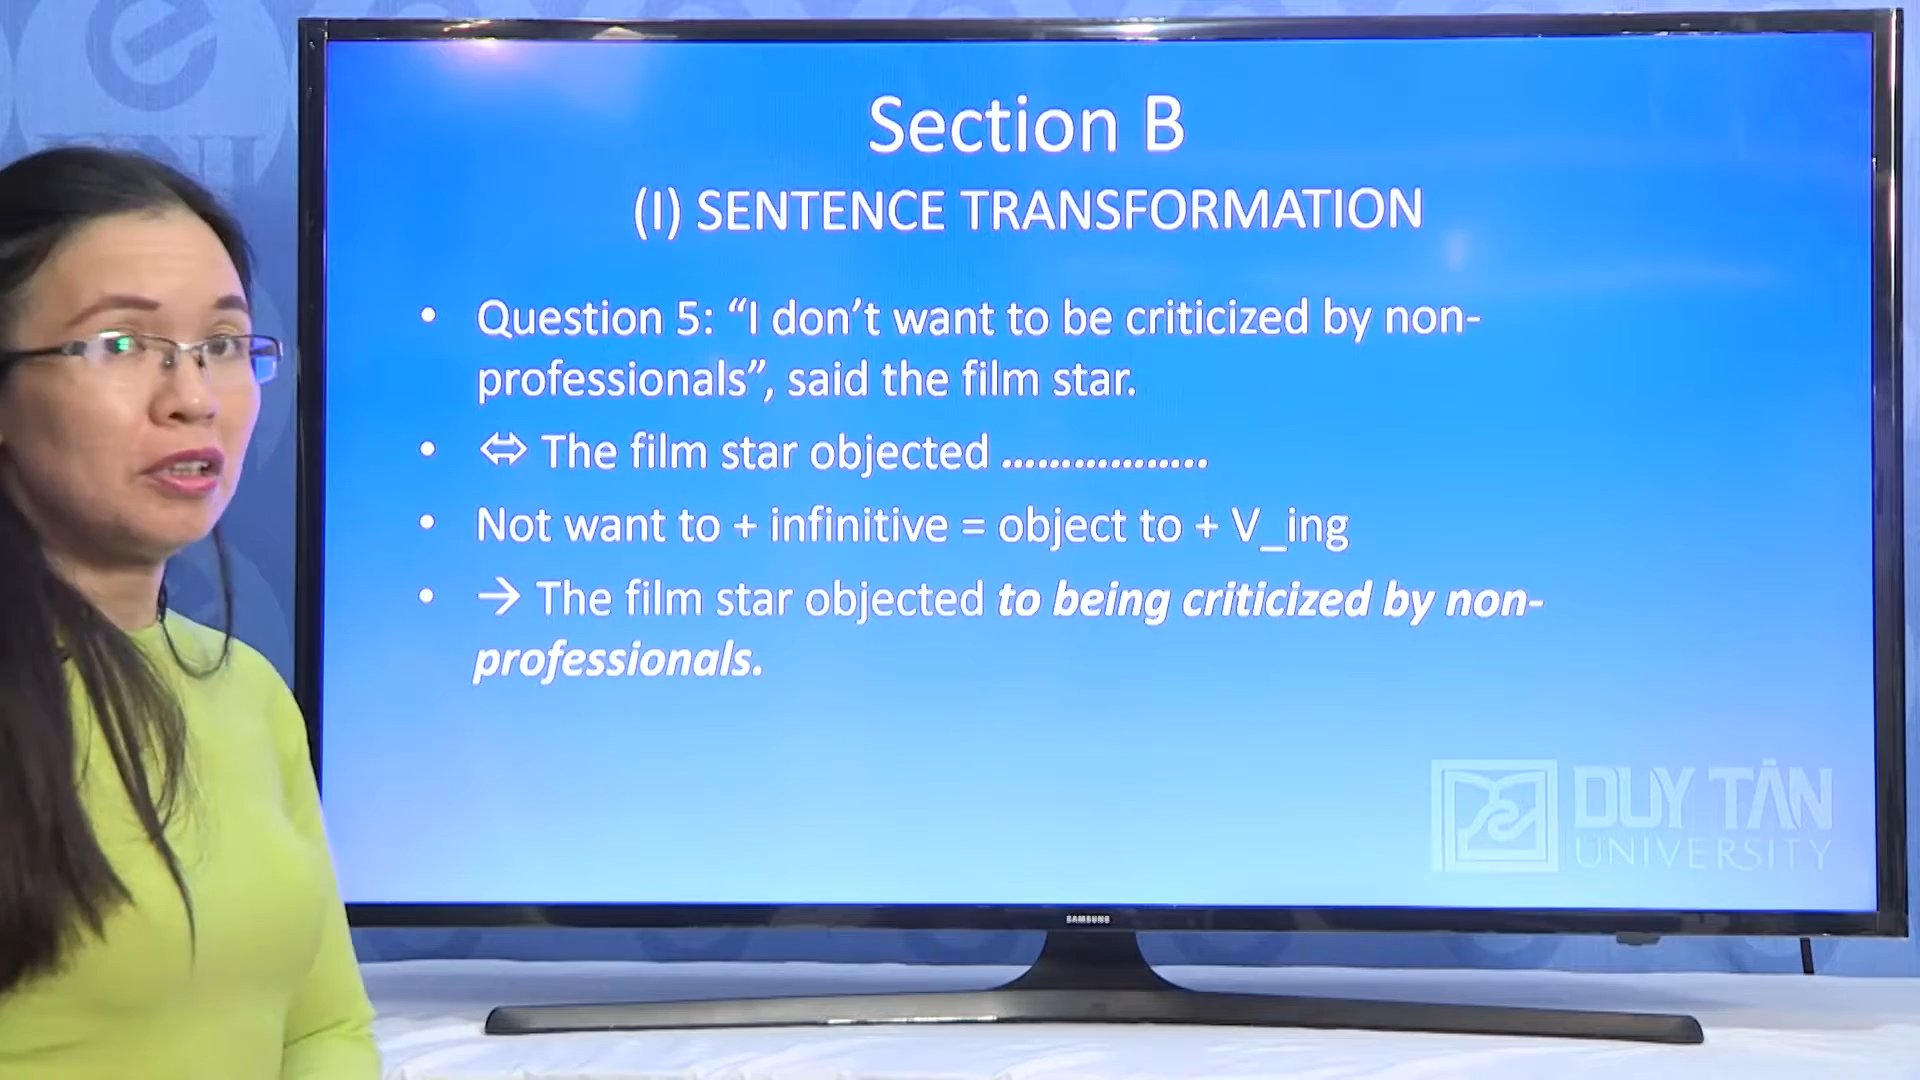 Section B
(I) SENTENCE TRANSFORMATION
• Question 5: “I don’t want to be criticized by non-
professionals”, said the film star.
• ⇔ The film star objected ……………..
• Not want to + infinitive = object to + V_ing
• → The film star objected to being criticized by non-
professionals.
DUY TÂN
UNIVERSITY
SAMSUNG